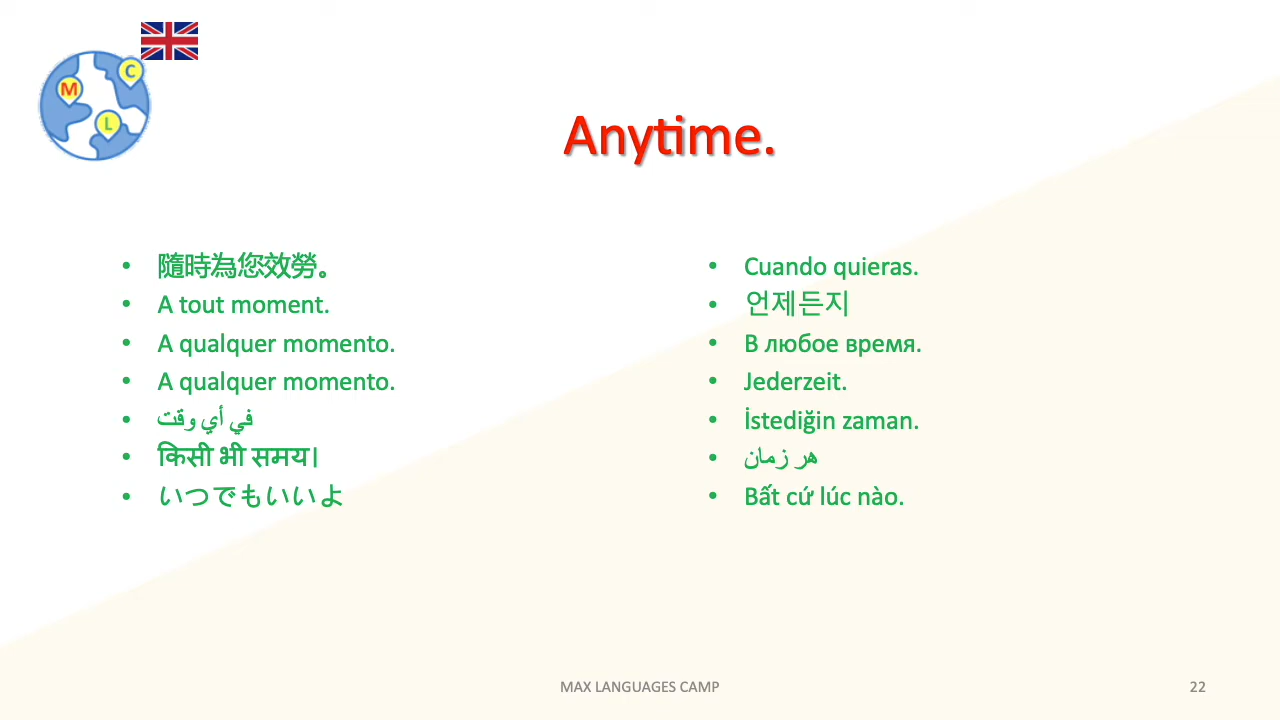 C
M
L
Anytime.
隨時為您效勞。
A tout moment.
A qualquer momento.
A qualquer momento.
في أي وقت
किसी भी समय।
いつでもいいよ
Cuando quieras.
언제든지
В любое время.
Jederzeit.
İstediğin zaman.
هر زمان
Bất cứ lúc nào.
MAX LANGUAGES CAMP
22